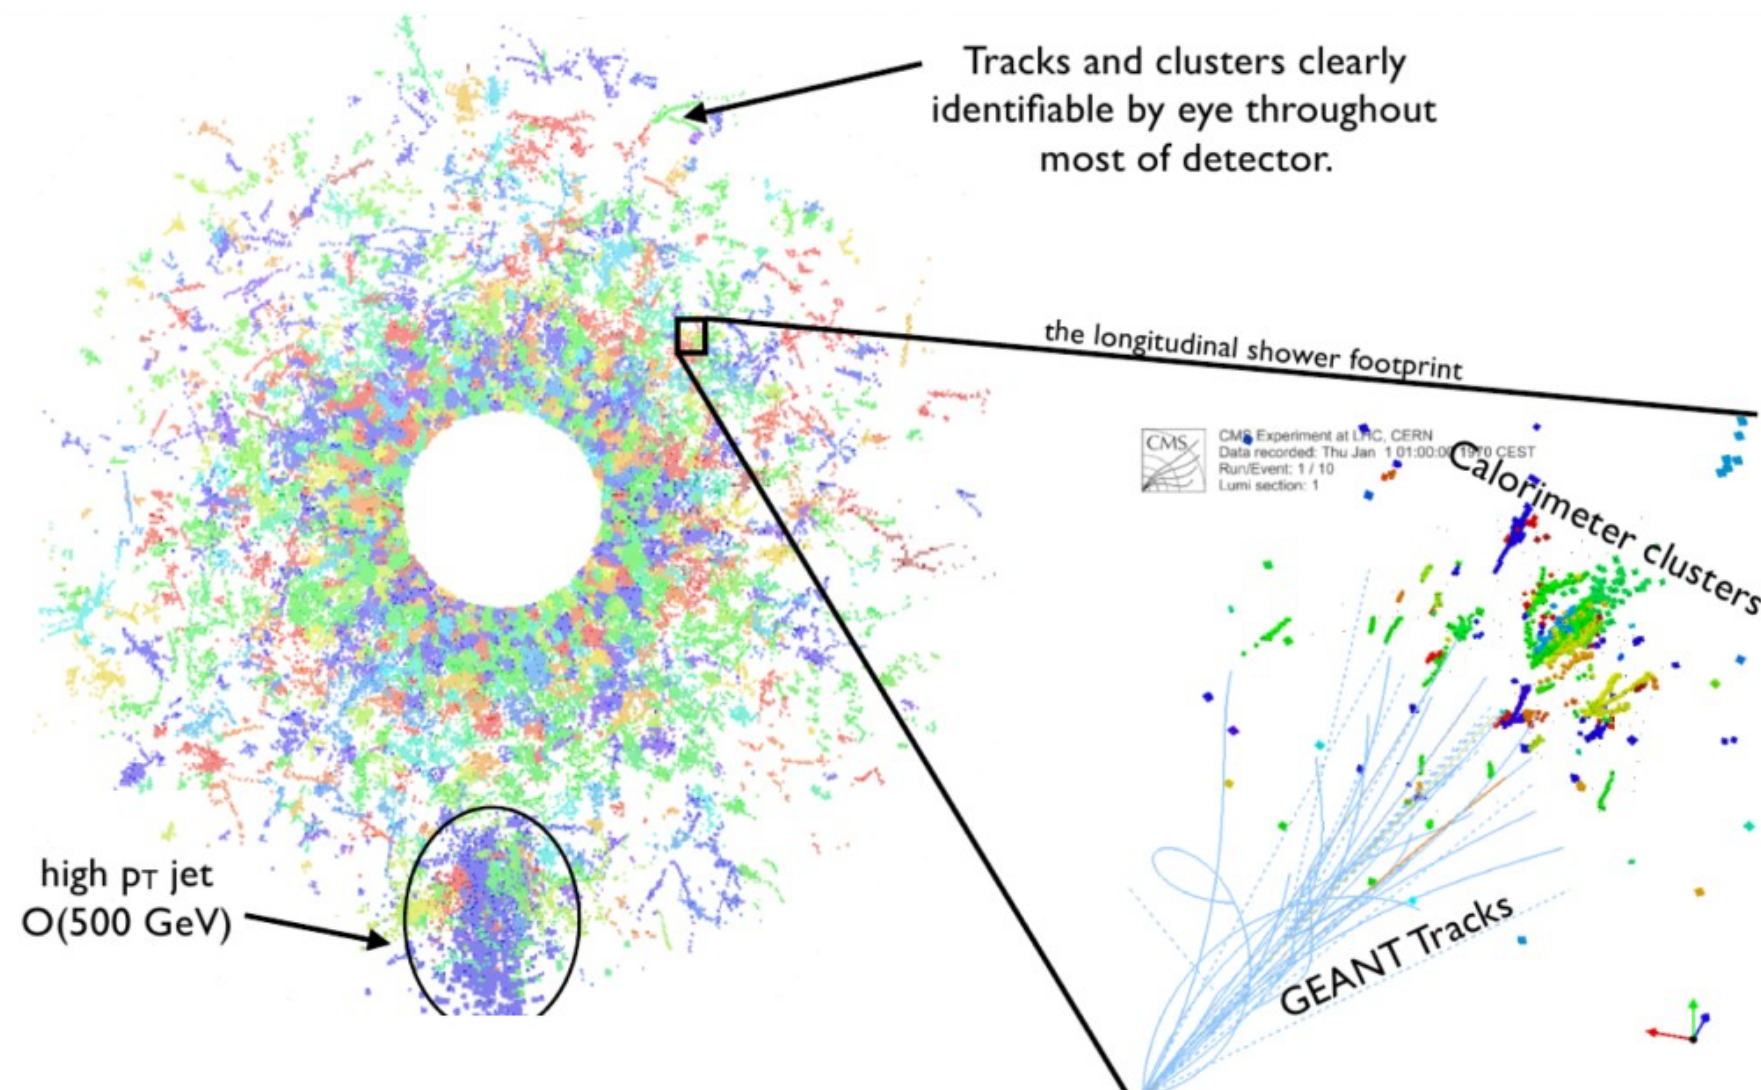 Tracks and clusters clearly
identifiable by eye throughout
most of detector.
the longitudinal shower footprint
CMS
CMS Experiment at LHC, CERN
Data recorded: Thu Jan 1 01:00:00 1970 CEST
Run/Event: 1 / 10
Lumi section: 1
Calorimeter clusters
high pT jet
O(500 GeV)
GEANT Tracks